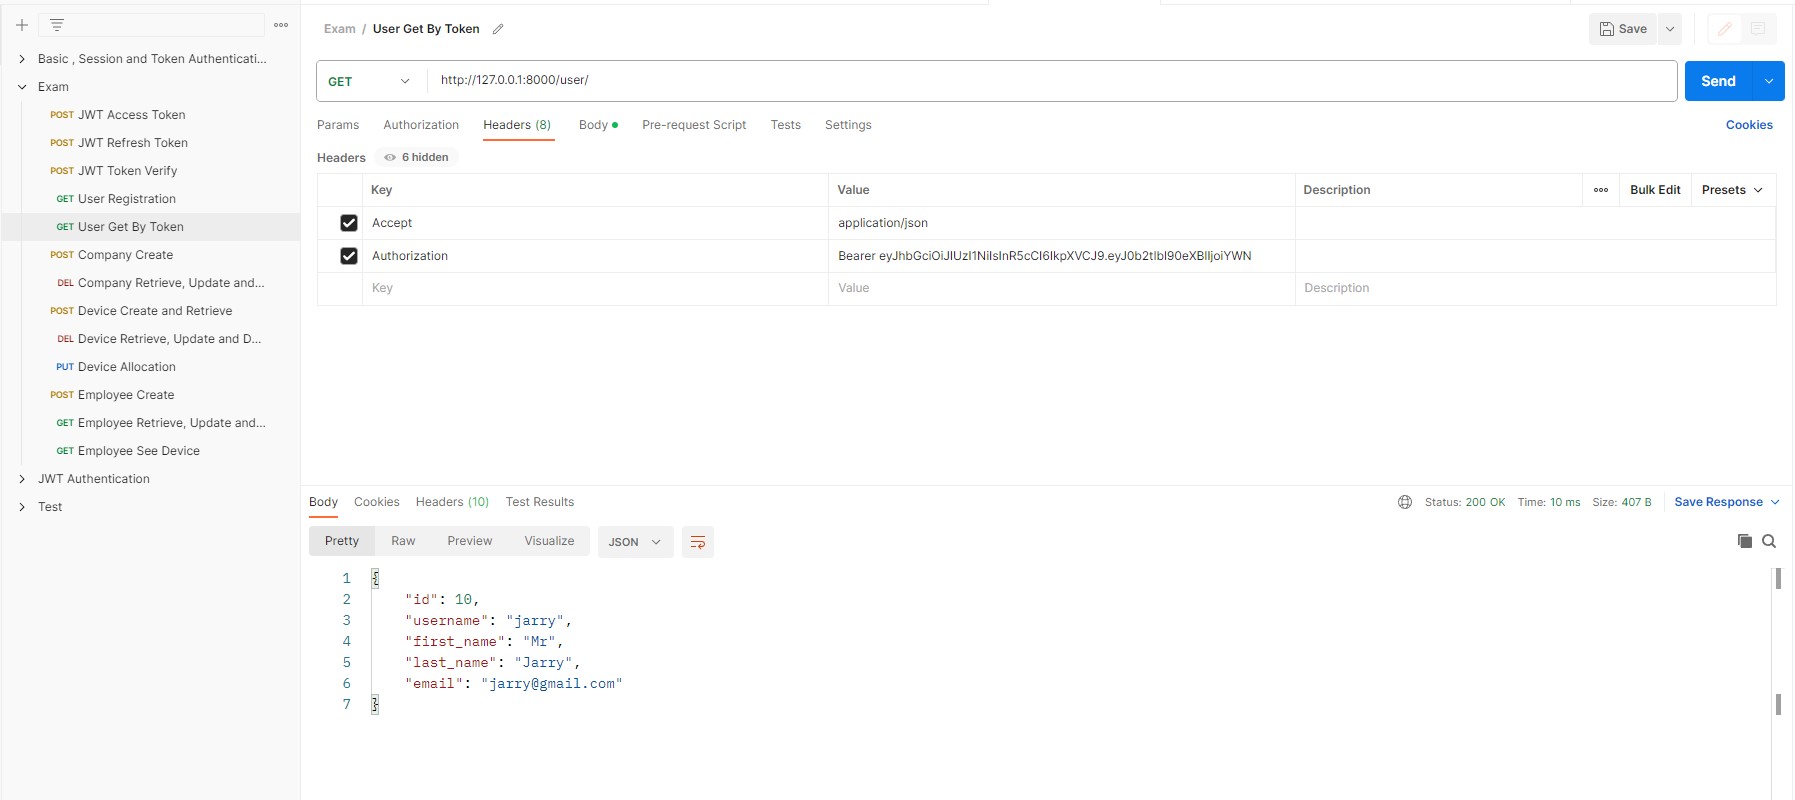 Exam / User Get By Token
Save
Basic , Session and Token Authenticati...
Exam
POST JWT Access Token
POST JWT Refresh Token
POST JWT Token Verify
GET User Registration
GET User Get By Token
POST Company Create
DEL Company Retrieve, Update and...
POST Device Create and Retrieve
DEL Device Retrieve, Update and D...
PUT Device Allocation
POST Employee Create
GET Employee Retrieve, Update and...
GET Employee See Device
JWT Authentication
Test
GET http://127.0.0.1:8000/user/
Send
Params Authorization Headers (8) Body Pre-request Script Tests Settings Cookies
Headers 6 hidden
Key Value Description Bulk Edit Presets
Accept application/json
Authorization Bearer eyJhbGciOiJIUzI1NiIsInR5cCI6IkpXVCJ9.eyJ0b2tlbl90eXBlIjoiYWN
Key Value Description
Body Cookies Headers (10) Test Results Status: 200 OK Time: 10 ms Size: 407 B Save Response
Pretty Raw Preview Visualize JSON
1 {
2 "id": 10,
3 "username": "jarry",
4 "first_name": "Mr",
5 "last_name": "Jarry",
6 "email": "jarry@gmail.com"
7 }